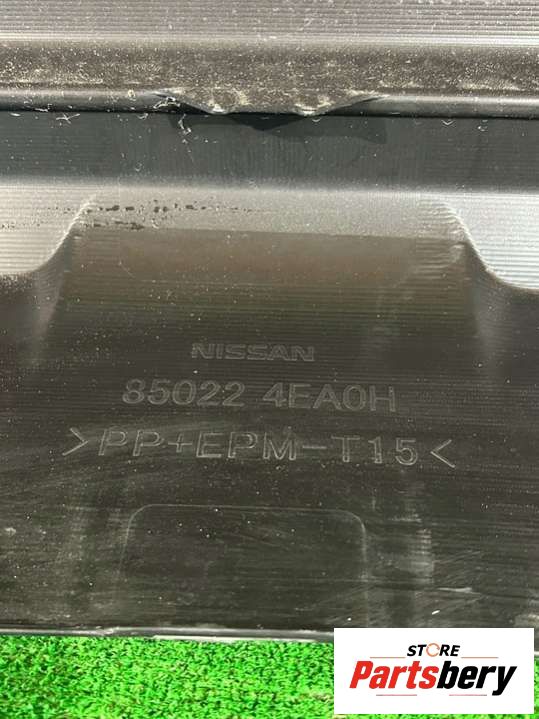 NISSAN
85022 4EA0H
>PP+EPM-T15<
STORE
Partsbery